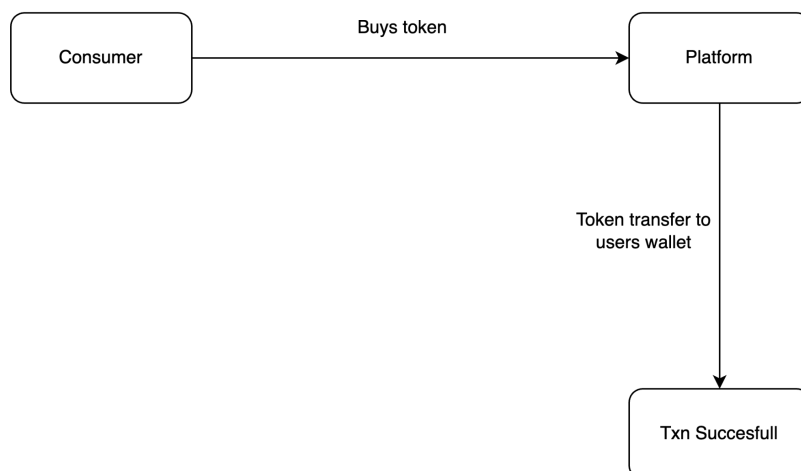 Buys token
Consumer
Platform
Token transfer to
users wallet
Txn Succesfull